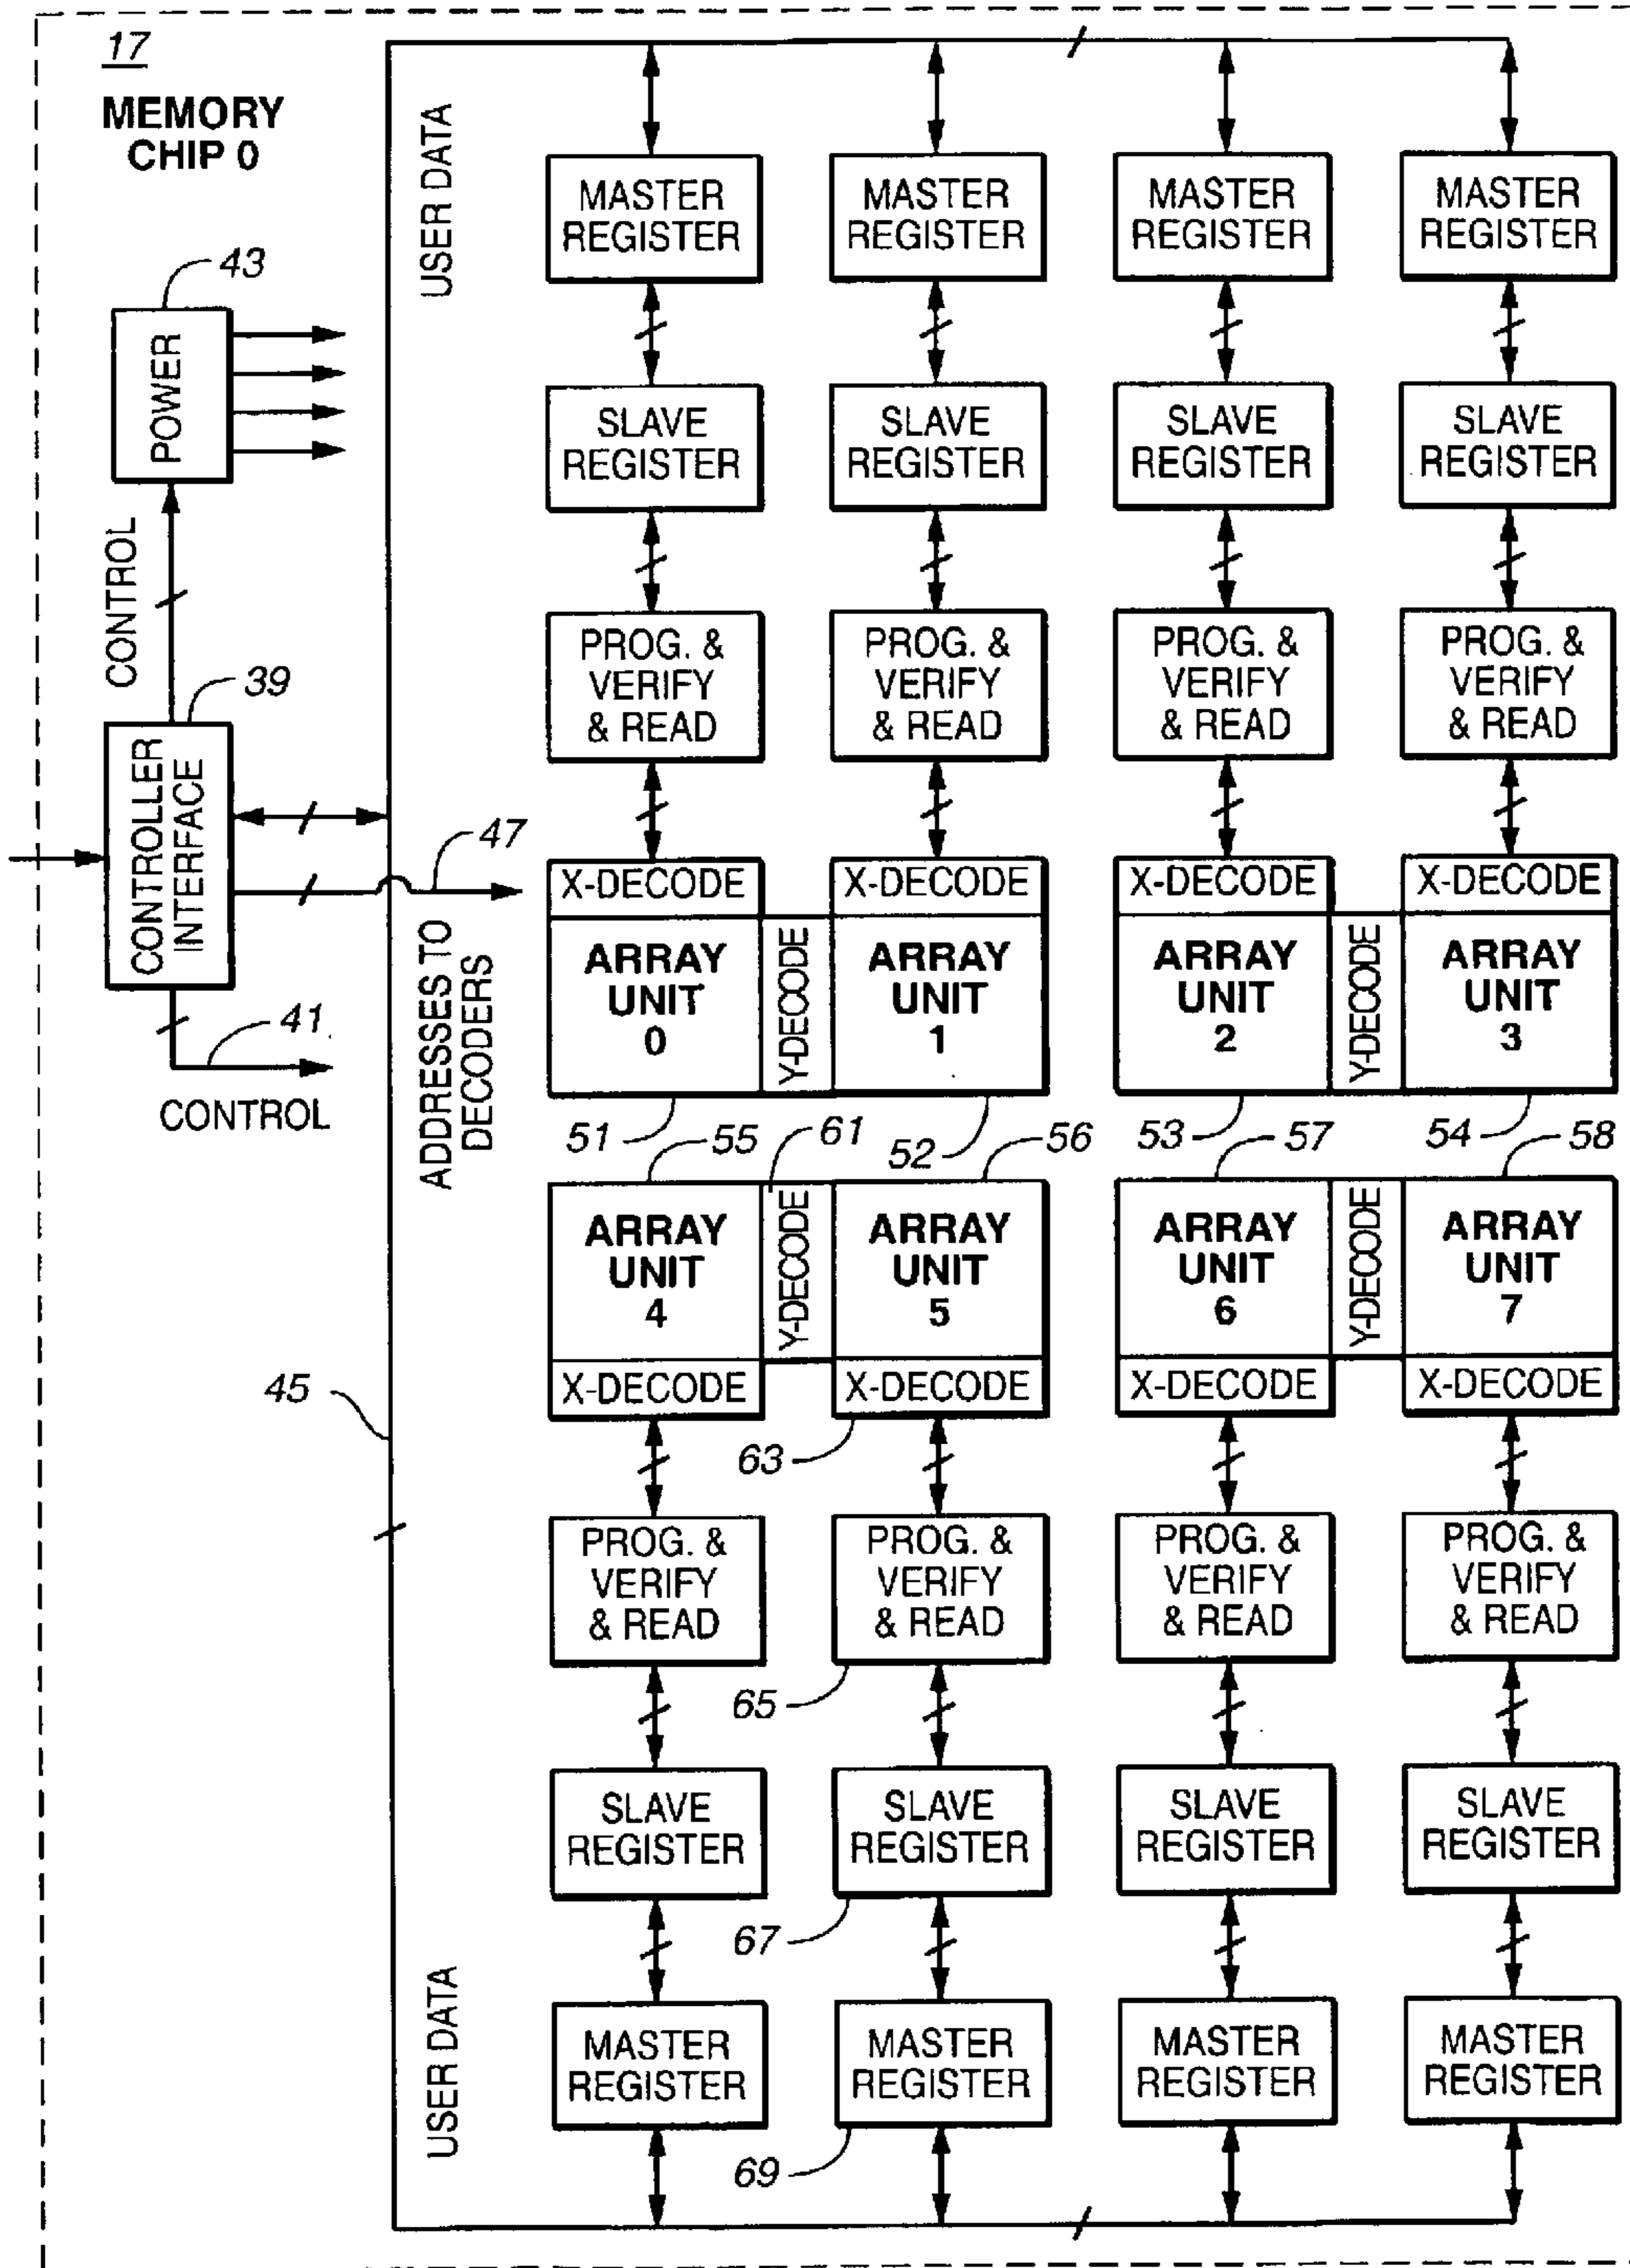 17
MEMORY
CHIP 0
USER DATA
MASTER
REGISTER
MASTER
REGISTER
MASTER
REGISTER
MASTER
REGISTER
43
POWER
SLAVE
REGISTER
SLAVE
REGISTER
SLAVE
REGISTER
SLAVE
REGISTER
CONTROL
PROG. &
VERIFY
& READ
PROG. &
VERIFY
& READ
PROG. &
VERIFY
& READ
PROG. &
VERIFY
& READ
39
CONTROLLER
INTERFACE
47
ADDRESSES TO
DECODERS
41
CONTROL
X-DECODE
X-DECODE
X-DECODE
X-DECODE
ARRAY
UNIT
0
Y-DECODE
ARRAY
UNIT
1
ARRAY
UNIT
2
Y-DECODE
ARRAY
UNIT
3
51
52
53
54
55
61
56
57
58
ARRAY
UNIT
4
Y-DECODE
ARRAY
UNIT
5
ARRAY
UNIT
6
Y-DECODE
ARRAY
UNIT
7
X-DECODE
X-DECODE
X-DECODE
X-DECODE
45
63
PROG. &
VERIFY
& READ
PROG. &
VERIFY
& READ
PROG. &
VERIFY
& READ
PROG. &
VERIFY
& READ
65
SLAVE
REGISTER
SLAVE
REGISTER
SLAVE
REGISTER
SLAVE
REGISTER
67
USER DATA
MASTER
REGISTER
MASTER
REGISTER
MASTER
REGISTER
MASTER
REGISTER
69